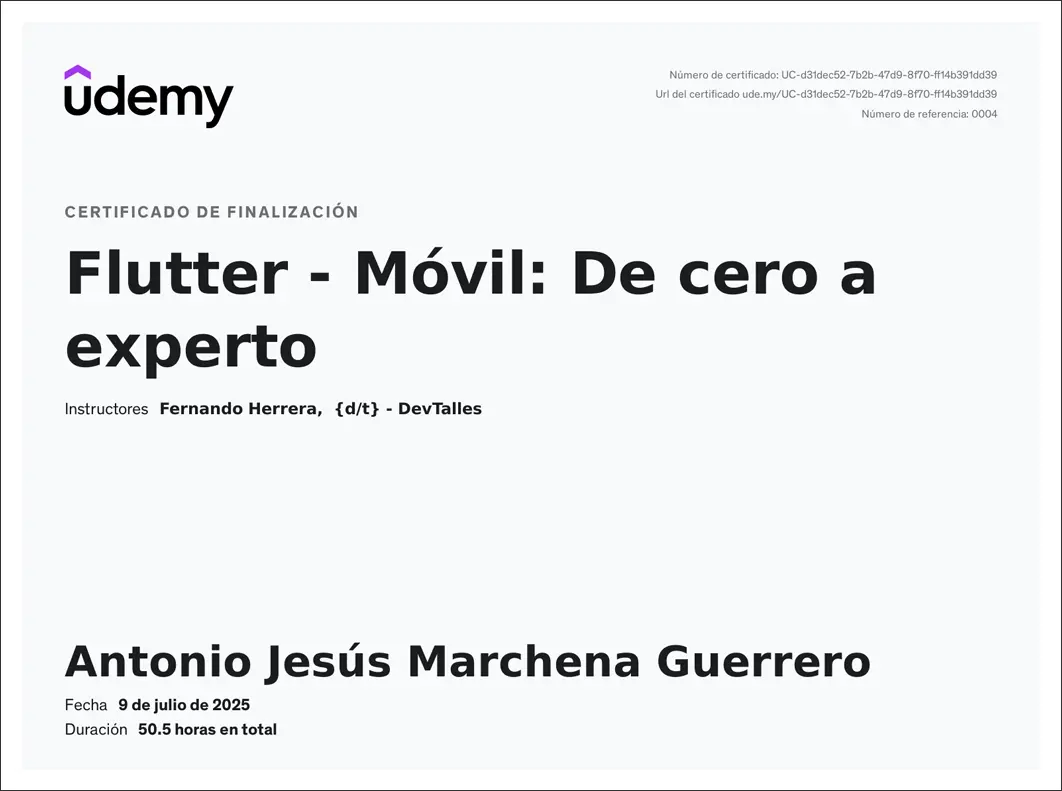 udemy
Número de certificado: UC-d31dec52-7b2b-47d9-8f70-ff14b391dd39
Url del certificado ude.my/UC-d31dec52-7b2b-47d9-8f70-ff14b391dd39
Número de referencia: 0004
CERTIFICADO DE FINALIZACIÓN
Flutter - Móvil: De cero a
experto
Instructores Fernando Herrera, {d/t} - DevTalles
Antonio Jesús Marchena Guerrero
Fecha 9 de julio de 2025
Duración 50.5 horas en total